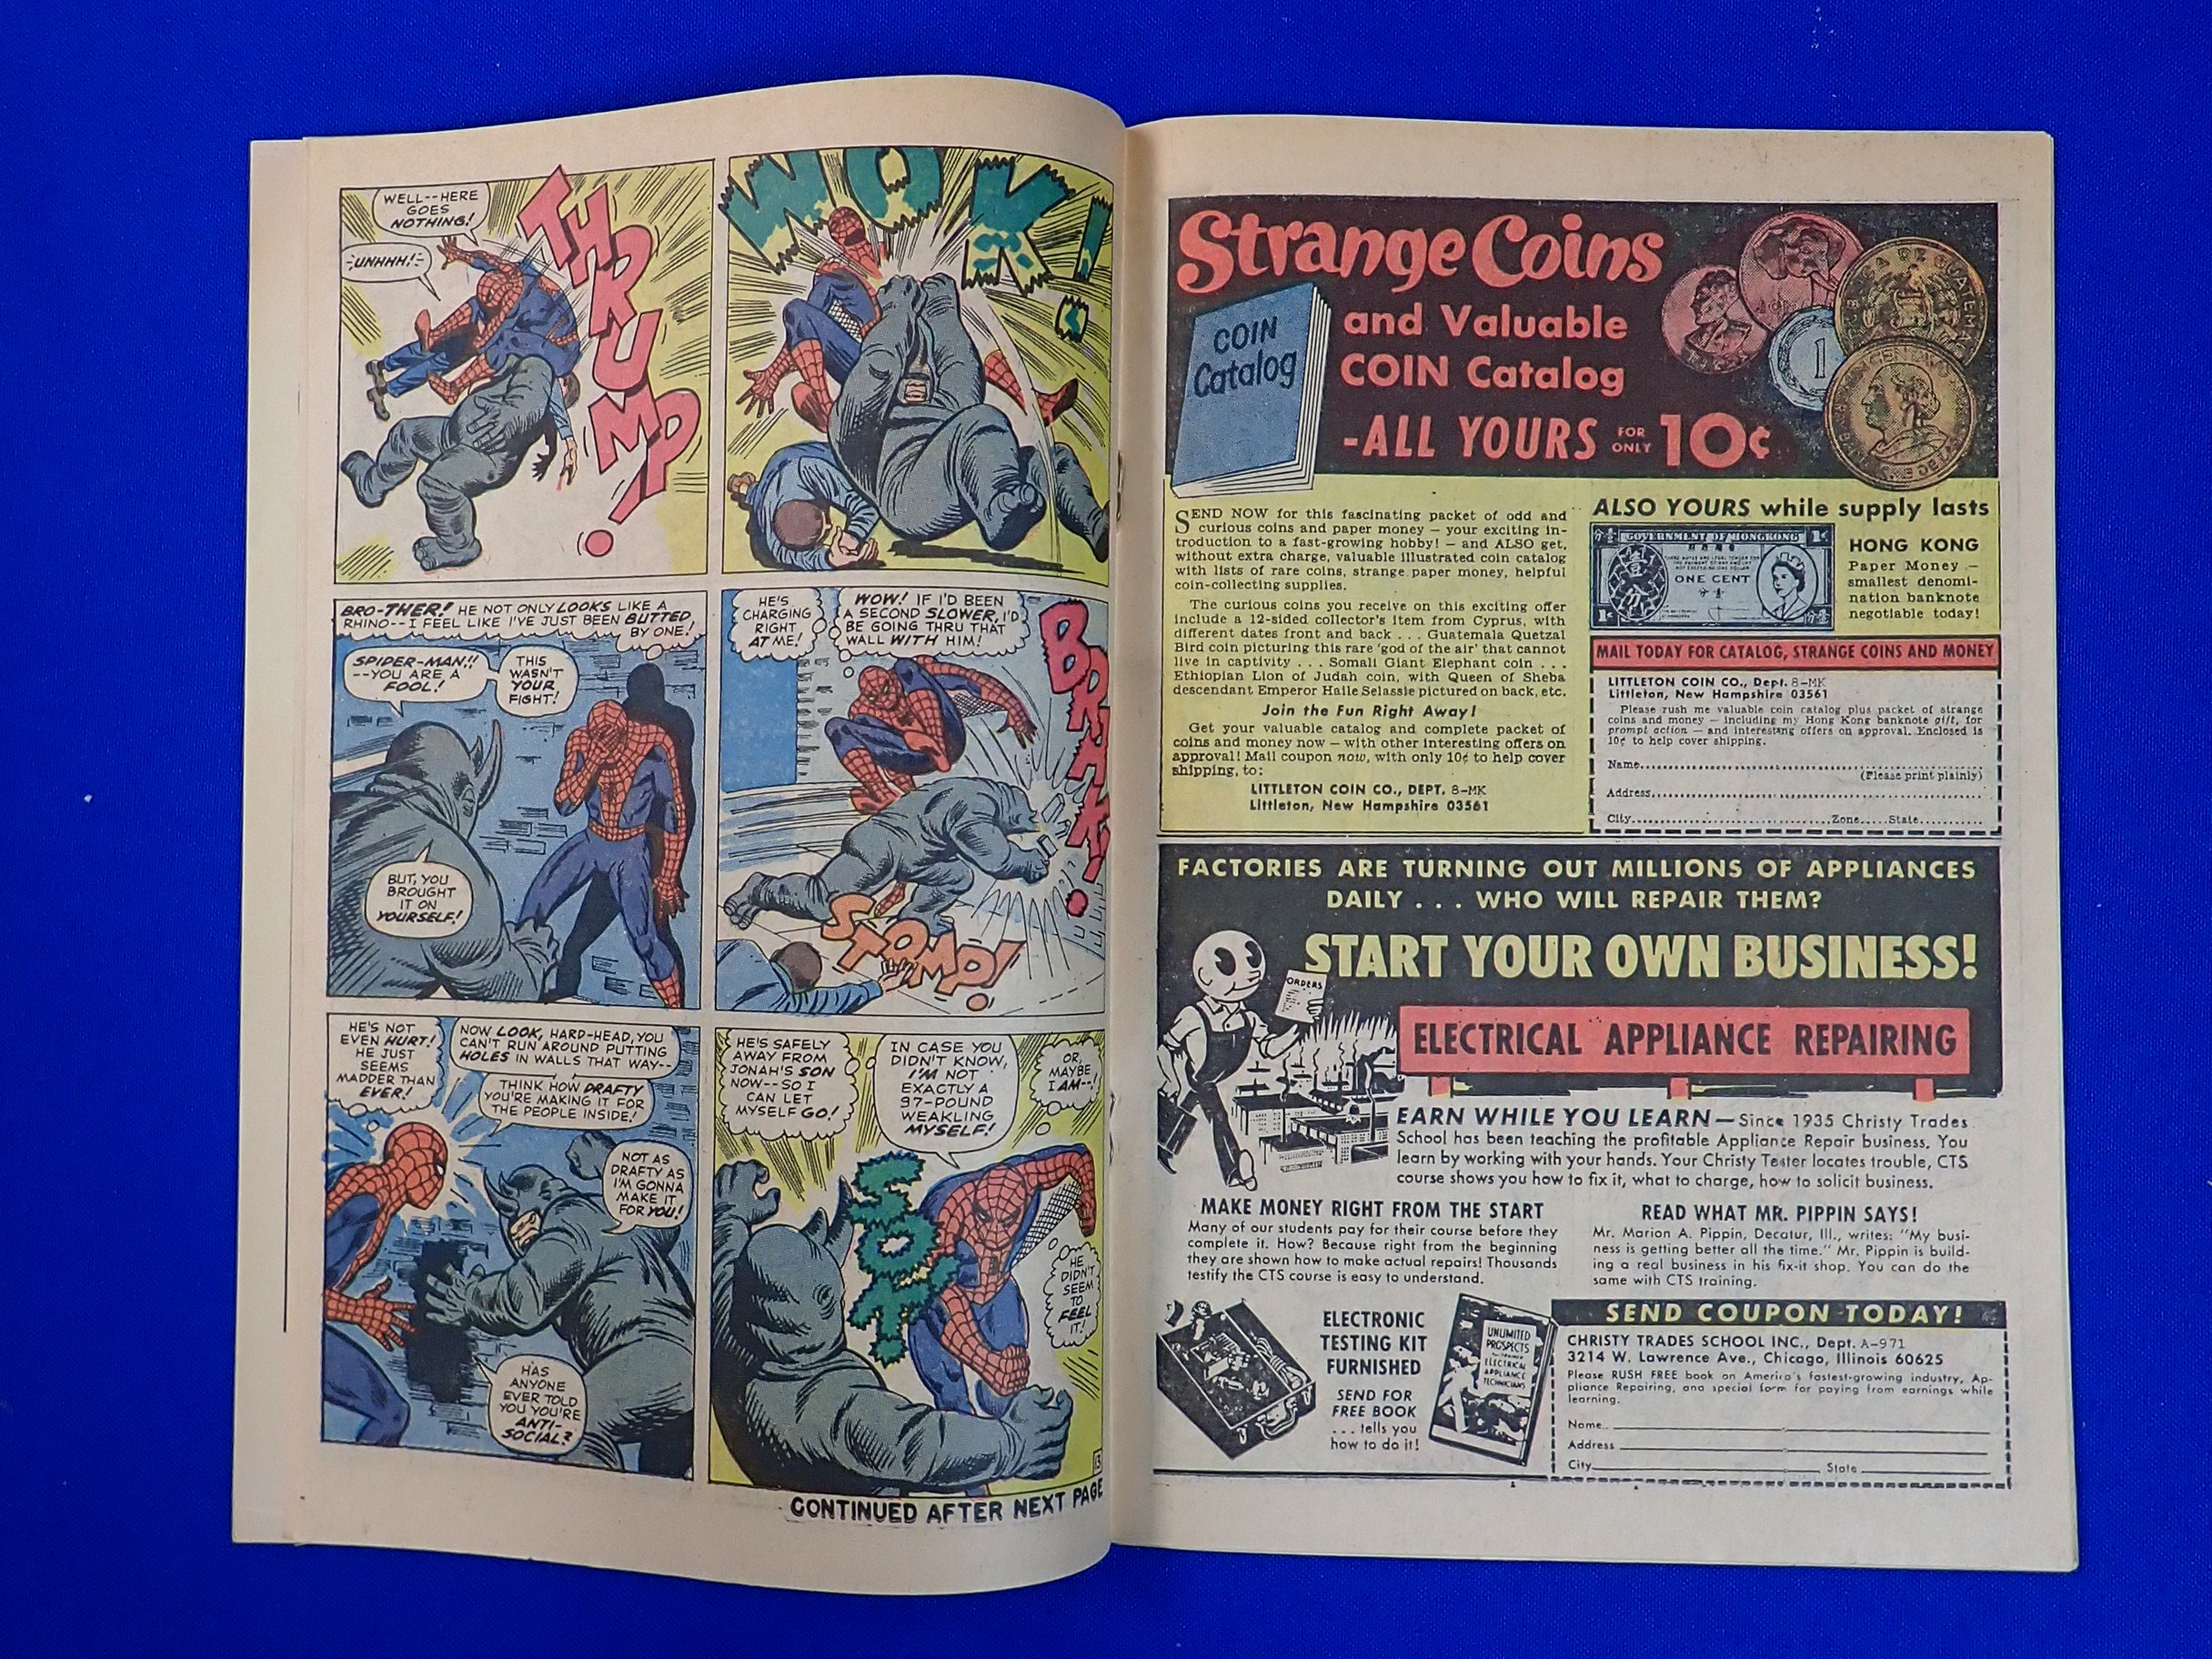 WELL--HERE
GOES
NOTHING!
-UNHHH!-
THRUMP!
WOK!
BRO-THER! HE NOT ONLY LOOKS LIKE A
RHINO--I FEEL LIKE I'VE JUST BEEN BUTTED
BY ONE!
SPIDER-MAN!!
--YOU ARE A
FOOL!
THIS
WASN'T
YOUR
FIGHT!
BUT, YOU
BROUGHT
IT ON
YOURSELF!
HE'S
CHARGING
RIGHT
AT ME!
WOW! IF I'D BEEN
A SECOND SLOWER, I'D
BE GOING THRU THAT
WALL WITH HIM!
BRAK!
STOMP!
HE'S NOT
EVEN HURT!
HE JUST
SEEMS
MADDER THAN
EVER!
NOW LOOK, HARD-HEAD, YOU
CAN'T RUN AROUND PUTTING
HOLES IN WALLS THAT WAY--
THINK HOW DRAFTY
YOU'RE MAKING IT FOR
THE PEOPLE INSIDE!
NOT AS
DRAFTY AS
I'M GONNA
MAKE IT
FOR YOU!
HAS
ANYONE
EVER TOLD
YOU YOU'RE
ANTI-
SOCIAL?
HE'S SAFELY
AWAY FROM
JONAH'S SON
NOW--SO I
CAN LET
MYSELF GO!
IN CASE YOU
DIDN'T KNOW,
I'M NOT
EXACTLY A
97-POUND
WEAKLING
MYSELF!
OR,
MAYBE
I AM--!
SOPT!
HE
DIDN'T
SEEM
TO
FEEL
IT!
13
CONTINUED AFTER NEXT PAGE
Strange Coins
and Valuable
COIN Catalog
-ALL YOURS FOR ONLY 10¢
COIN
Catalog
SEND NOW for this fascinating packet of odd and
curious coins and paper money — your exciting in-
troduction to a fast-growing hobby! — and ALSO get,
without extra charge, valuable illustrated coin catalog
with lists of rare coins, strange paper money, helpful
coin-collecting supplies.
The curious coins you receive on this exciting offer
include a 12-sided collector's item from Cyprus, with
different dates front and back . . . Guatemala Quetzal
Bird coin picturing this rare 'god of the air' that cannot
live in captivity . . . Somali Giant Elephant coin . . .
Ethiopian Lion of Judah coin, with Queen of Sheba
descendant Emperor Haile Selassie pictured on back, etc.
Join the Fun Right Away!
Get your valuable catalog and complete packet of
coins and money now — with other interesting offers on
approval! Mail coupon now, with only 10¢ to help cover
shipping, to:
LITTLETON COIN CO., DEPT. 8-MK
Littleton, New Hampshire 03561
ALSO YOURS while supply lasts
GOVERNMENT OF HONGKONG
1¢
ONE CENT
1¢
HONG KONG
Paper Money —
smallest denomi-
nation banknote
negotiable today!
MAIL TODAY FOR CATALOG, STRANGE COINS AND MONEY
LITTLETON COIN CO., Dept. 8-MK
Littleton, New Hampshire 03561
Please rush me valuable coin catalog plus packet of strange
coins and money — including my Hong Kong banknote gift, for
prompt action — and interesting offers on approval. Enclosed is
10¢ to help cover shipping.
Name
(Please print plainly)
Address
City Zone State
FACTORIES ARE TURNING OUT MILLIONS OF APPLIANCES
DAILY . . . WHO WILL REPAIR THEM?
START YOUR OWN BUSINESS!
ORDERS
ELECTRICAL APPLIANCE REPAIRING
EARN WHILE YOU LEARN — Since 1935 Christy Trades
School has been teaching the profitable Appliance Repair business. You
learn by working with your hands. Your Christy Tester locates trouble, CTS
course shows you how to fix it, what to charge, how to solicit business.
MAKE MONEY RIGHT FROM THE START
Many of our students pay for their course before they
complete it. How? Because right from the beginning
they are shown how to make actual repairs! Thousands
testify the CTS course is easy to understand.
READ WHAT MR. PIPPIN SAYS!
Mr. Marion A. Pippin, Decatur, Ill., writes: "My busi-
ness is getting better all the time." Mr. Pippin is build-
ing a real business in his fix-it shop. You can do the
same with CTS training.
ELECTRONIC
TESTING KIT
FURNISHED
SEND FOR
FREE BOOK
. . . tells you
how to do it!
UNLIMITED
PROSPECTS
ELECTRICAL
APPLIANCE
TECHNICIANS
SEND COUPON TODAY!
CHRISTY TRADES SCHOOL INC., Dept. A-971
3214 W. Lawrence Ave., Chicago, Illinois 60625
Please RUSH FREE book on America's fastest-growing industry, Ap-
pliance Repairing, and special form for paying from earnings while
learning.
Name
Address
City State